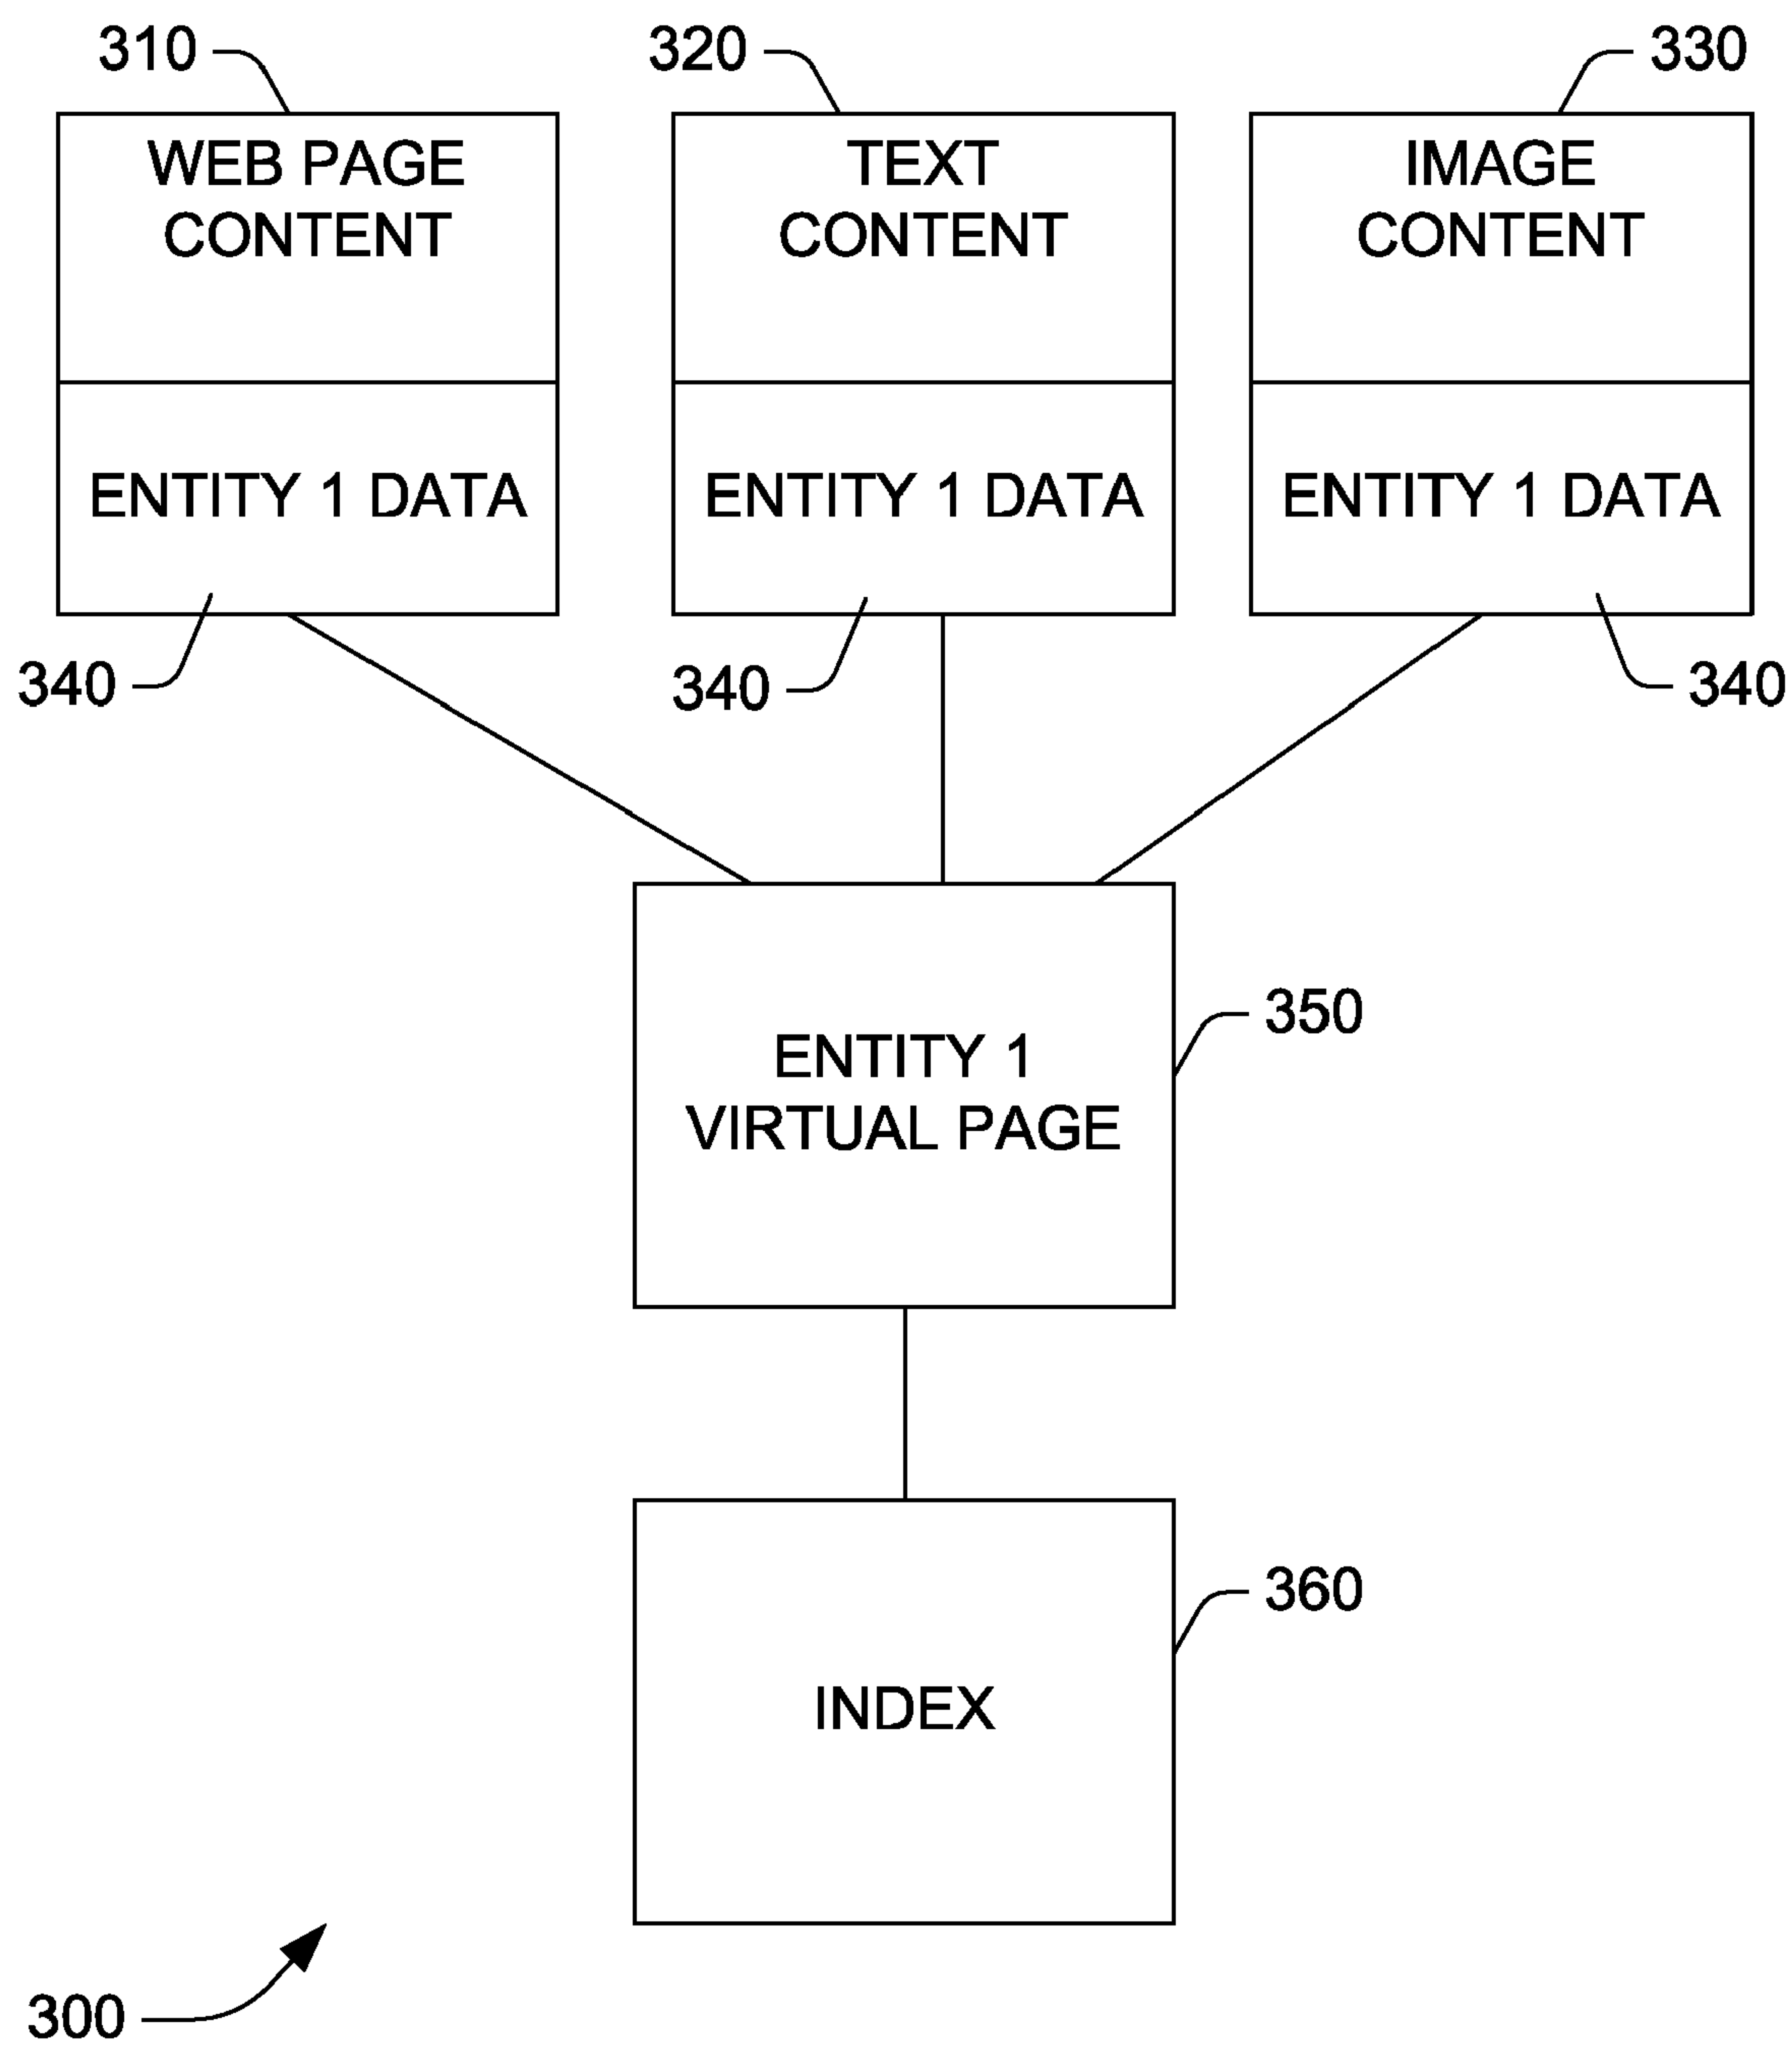 310
320
330
WEB PAGE
CONTENT
TEXT
CONTENT
IMAGE
CONTENT
ENTITY 1 DATA
ENTITY 1 DATA
ENTITY 1 DATA
340
340
340
ENTITY 1
VIRTUAL PAGE
350
INDEX
360
300